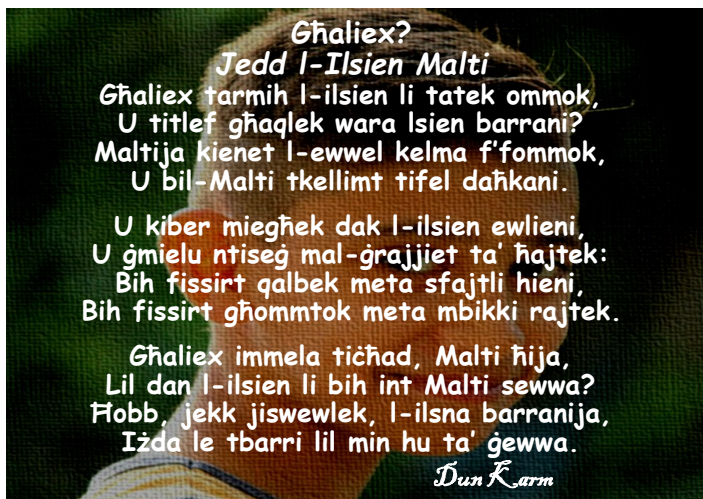 Għaliex?
Jedd l-Ilsien Malti
Għaliex tarmih l-ilsien li tatek ommok,
U titlef għaqlek wara lsien barrani?
Maltija kienet l-ewwel kelma f'fommok,
U bil-Malti tkellimt tifel daħkani.
U kiber miegħek dak l-ilsien ewlieni,
U ġmielu ntiseġ mal-ġrajjiet ta' ħajtek:
Bih fissirt qalbek meta sfajtli hieni,
Bih fissirt għommtok meta mbikki rajtek.
Għaliex immela tiċħad, Malti ħija,
Lil dan l-ilsien li bih int Malti sewwa?
Ħobb, jekk jiswewlek, l-ilsna barranija,
Iżda le tbarri lil min hu ta' ġewwa.
Dun Karm